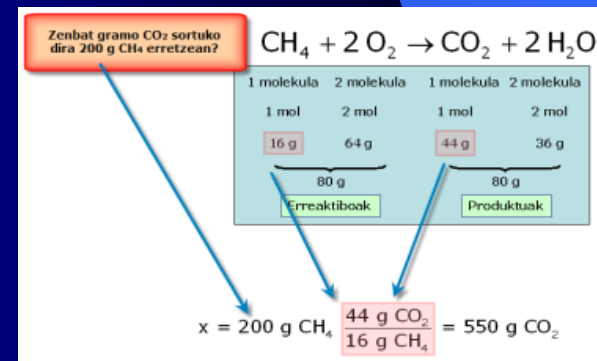 Zenbat gramo CO₂ sortuko
dira 200 g CH₄ erretzean?
CH₄ + 2 O₂ → CO₂ + 2 H₂O
1 molekula 2 molekula 1 molekula 2 molekula
1 mol 2 mol 1 mol 2 mol
16 g 64 g 44 g 36 g
80 g 80 g
Erreaktiboak Produktuak
x = 200 g CH₄ 44 g CO₂ / 16 g CH₄ = 550 g CO₂